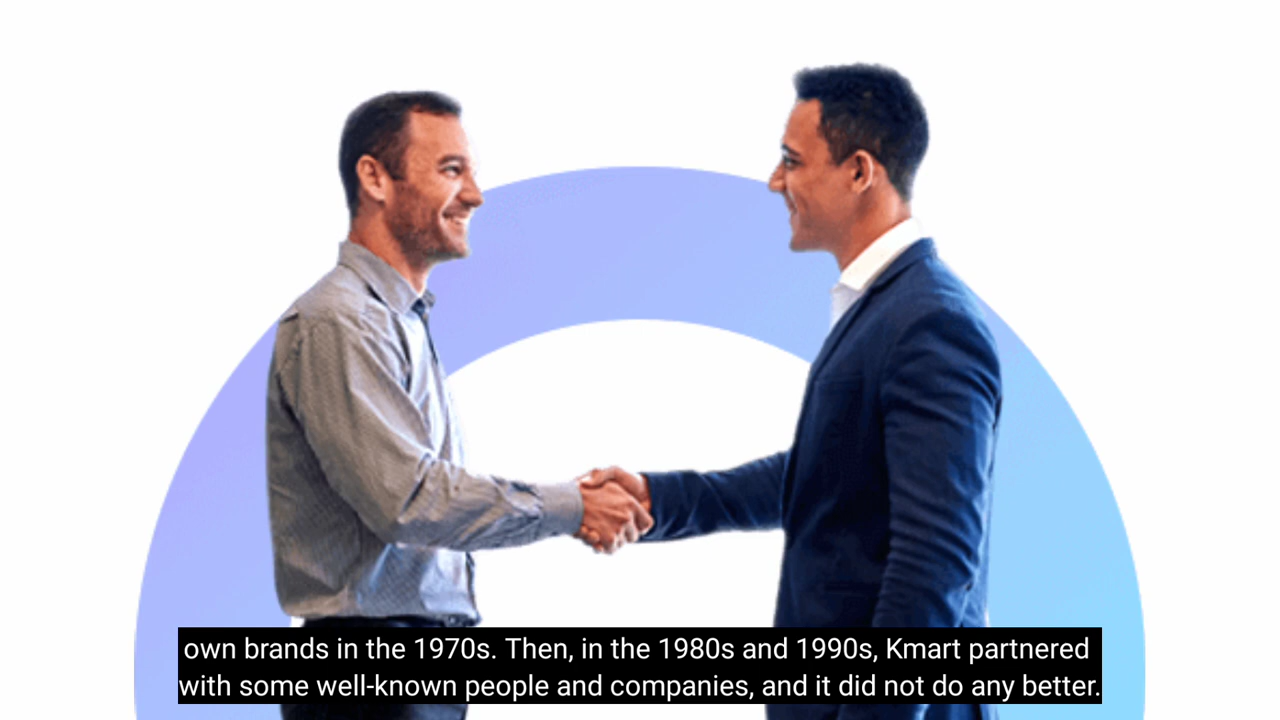 own brands in the 1970s. Then, in the 1980s and 1990s, Kmart partnered
with some well-known people and companies, and it did not do any better.